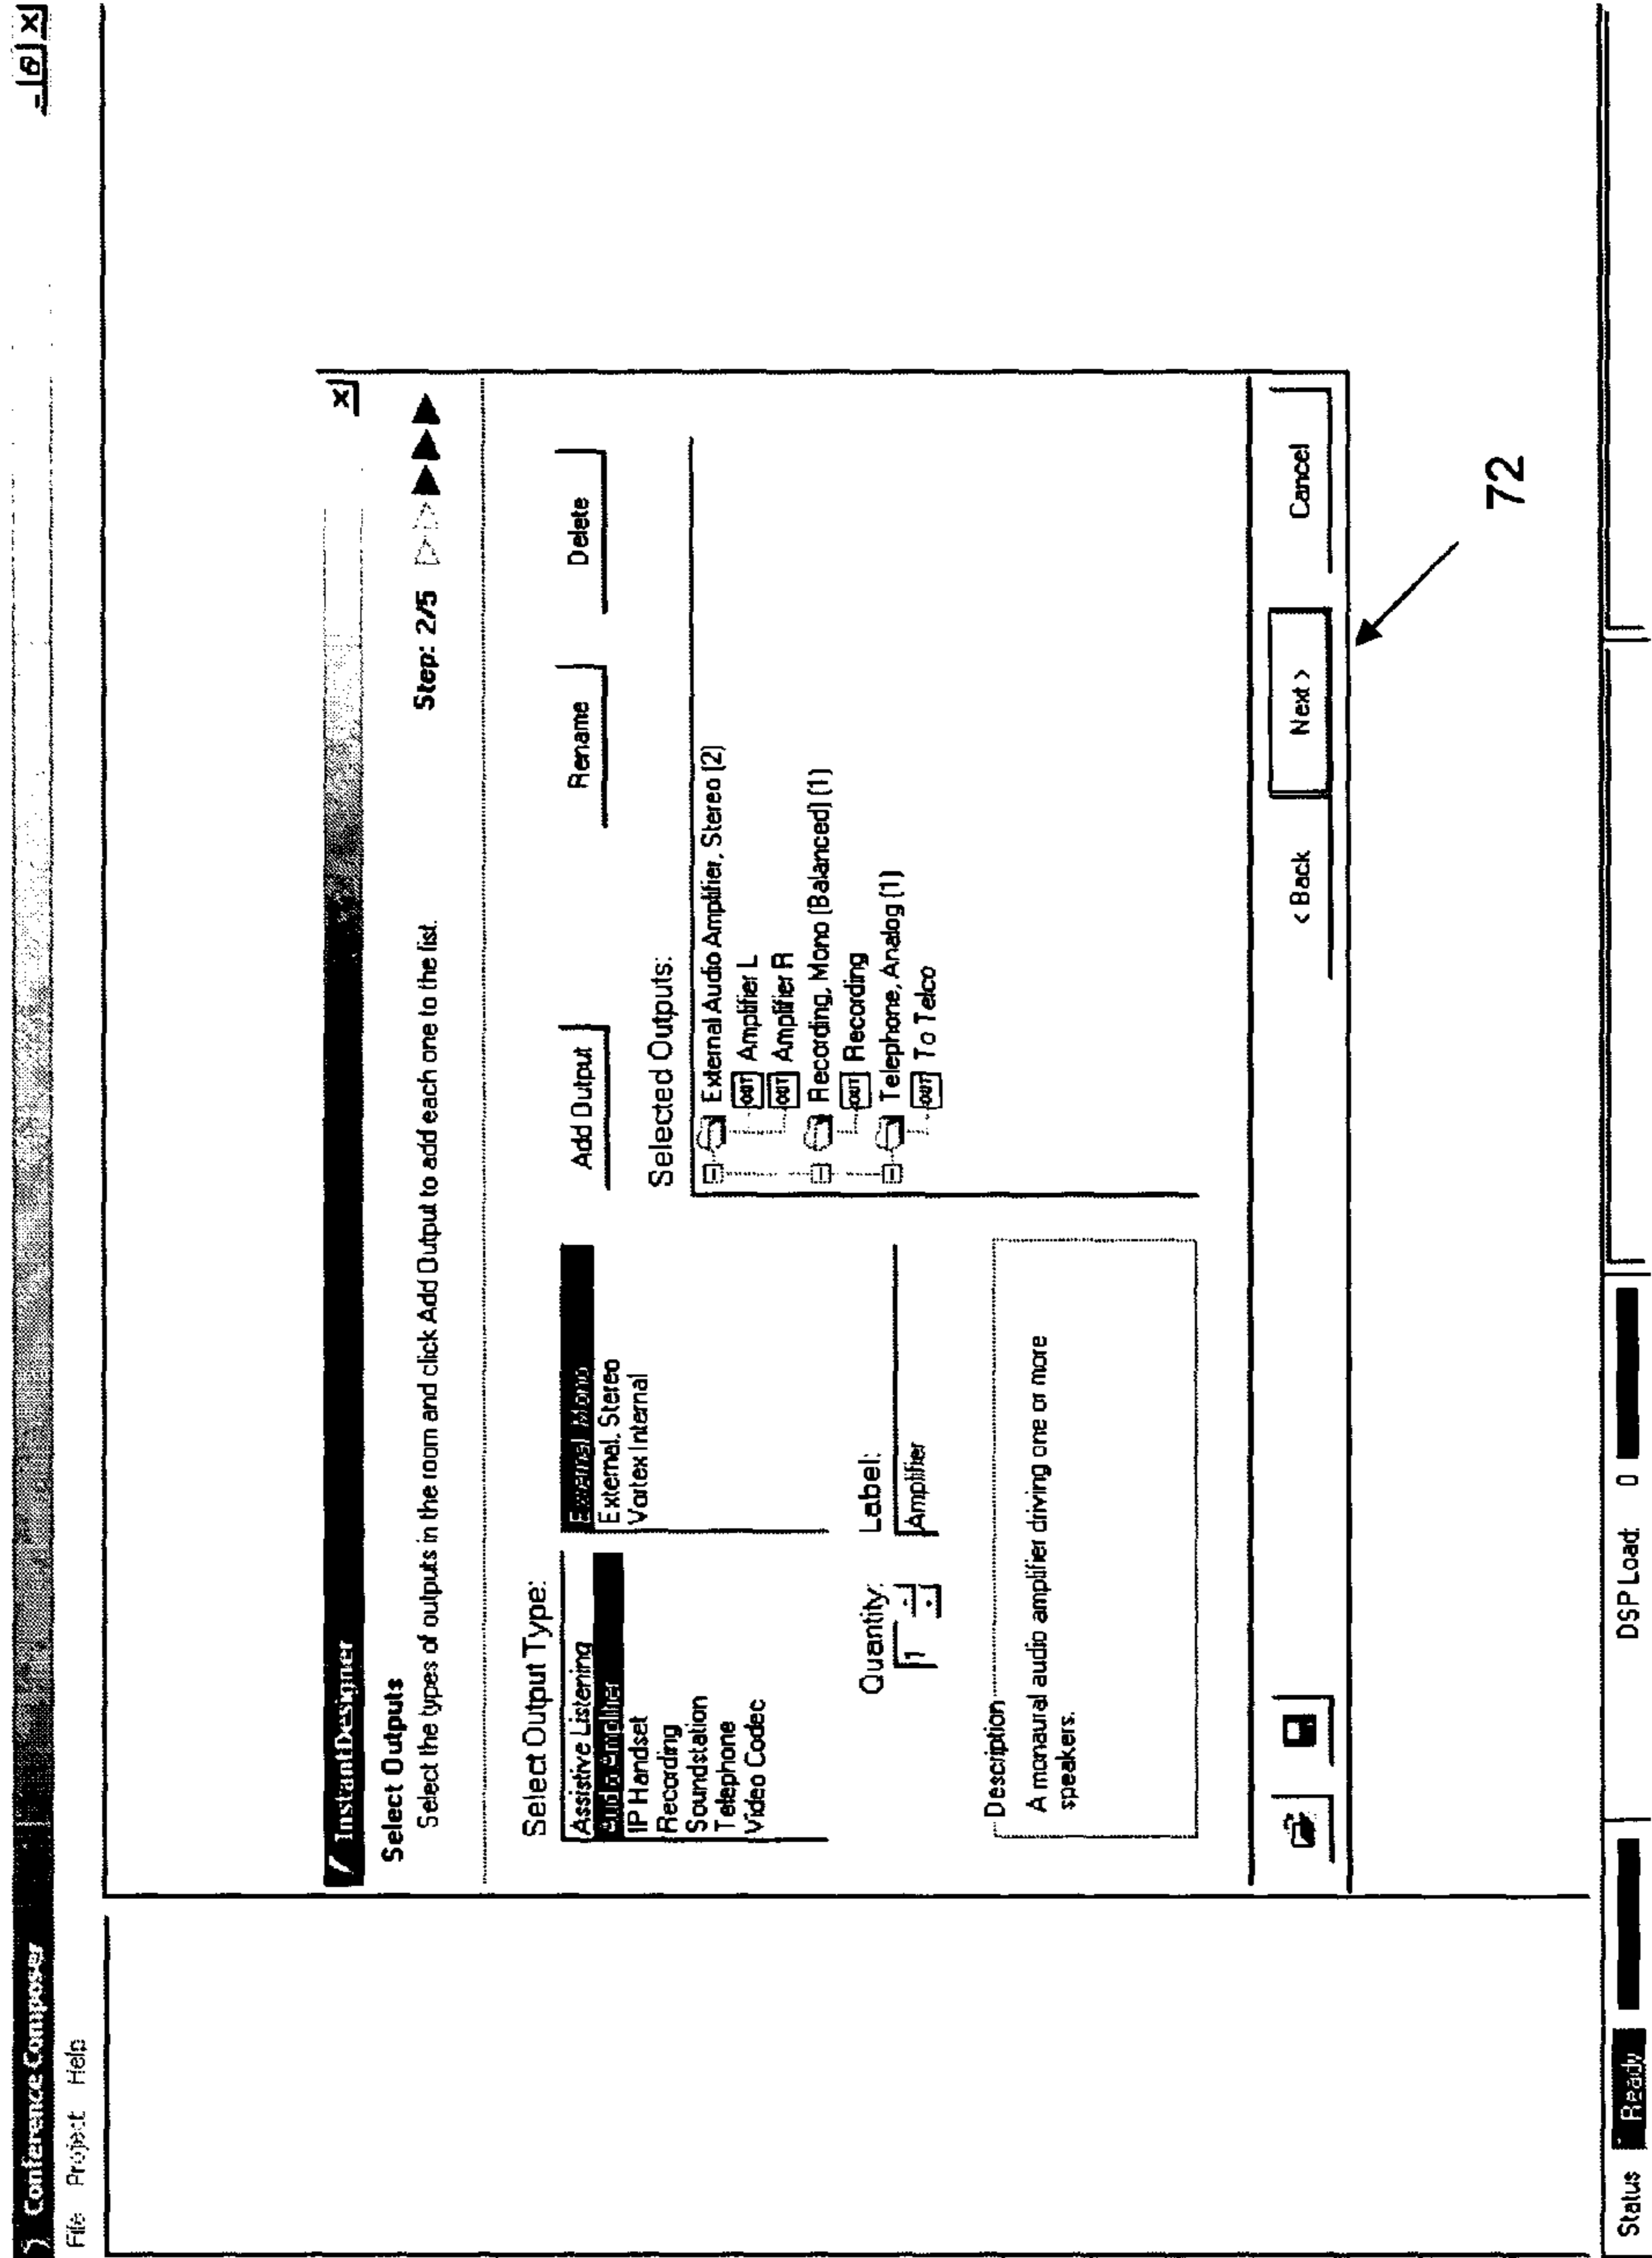 Conference Composer
File Project Help
InstantDesigner
Select Outputs
Select the types of outputs in the room and click Add Output to add each one to the list.
Step: 2/5
Select Output Type:
Assistive Listening
Audio Amplifier
IP Handset
Recording
Soundstation
Telephone
Video Codec
External, Mono
External, Stereo
Vortex Internal
Add Output
Rename
Delete
Quantity:
1
Label:
Amplifier
Selected Outputs:
External Audio Amplifier, Stereo (2)
OUT Amplifier L
OUT Amplifier R
Recording, Mono (Balanced) (1)
OUT Recording
Telephone, Analog (1)
OUT To Telco
Description
A monaural audio amplifier driving one or more
speakers.
< Back
Next >
Cancel
72
Status Ready
DSP Load: 0